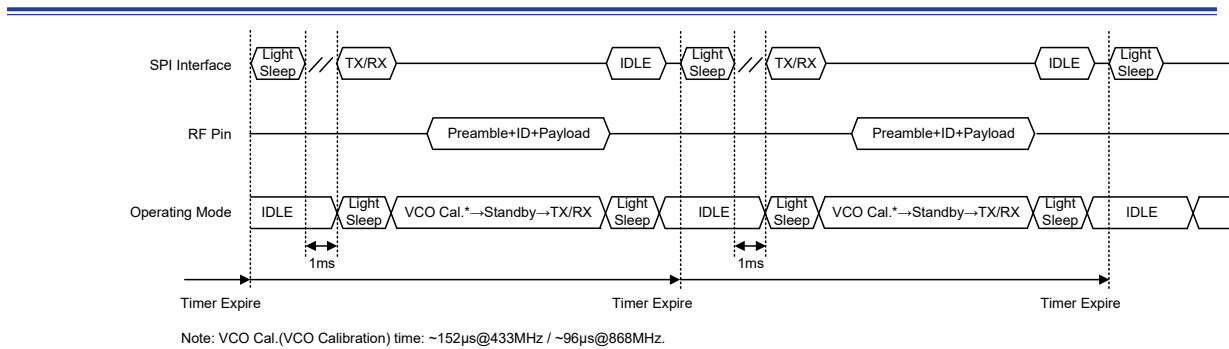 SPI Interface
Light Sleep
TX/RX
IDLE
Light Sleep
TX/RX
IDLE
Light Sleep
RF Pin
Preamble+ID+Payload
Preamble+ID+Payload
Operating Mode
IDLE
Light Sleep
VCO Cal.*→Standby→TX/RX
Light Sleep
IDLE
Light Sleep
VCO Cal.*→Standby→TX/RX
Light Sleep
IDLE
1ms
1ms
Timer Expire
Timer Expire
Timer Expire
Note: VCO Cal.(VCO Calibration) time: ~152μs@433MHz / ~96μs@868MHz.